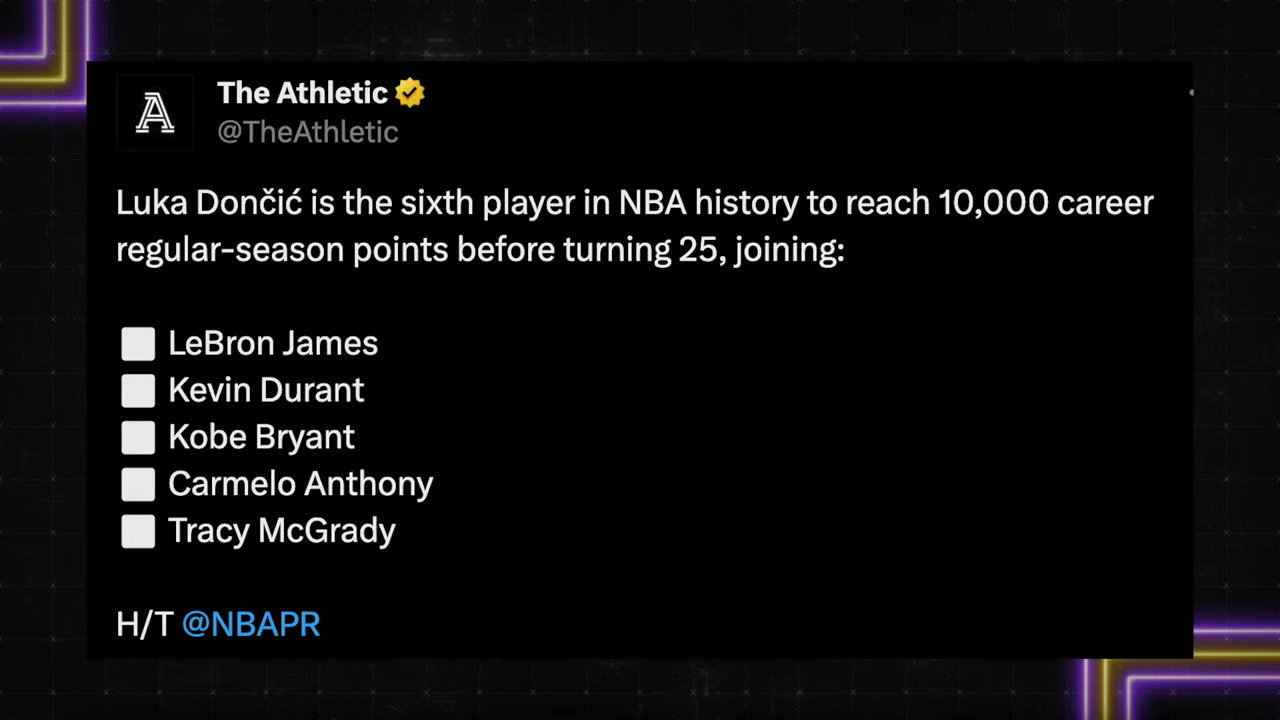 The Athletic
@TheAthletic
Luka Dončić is the sixth player in NBA history to reach 10,000 career
regular-season points before turning 25, joining:
LeBron James
Kevin Durant
Kobe Bryant
Carmelo Anthony
Tracy McGrady
H/T @NBAPR